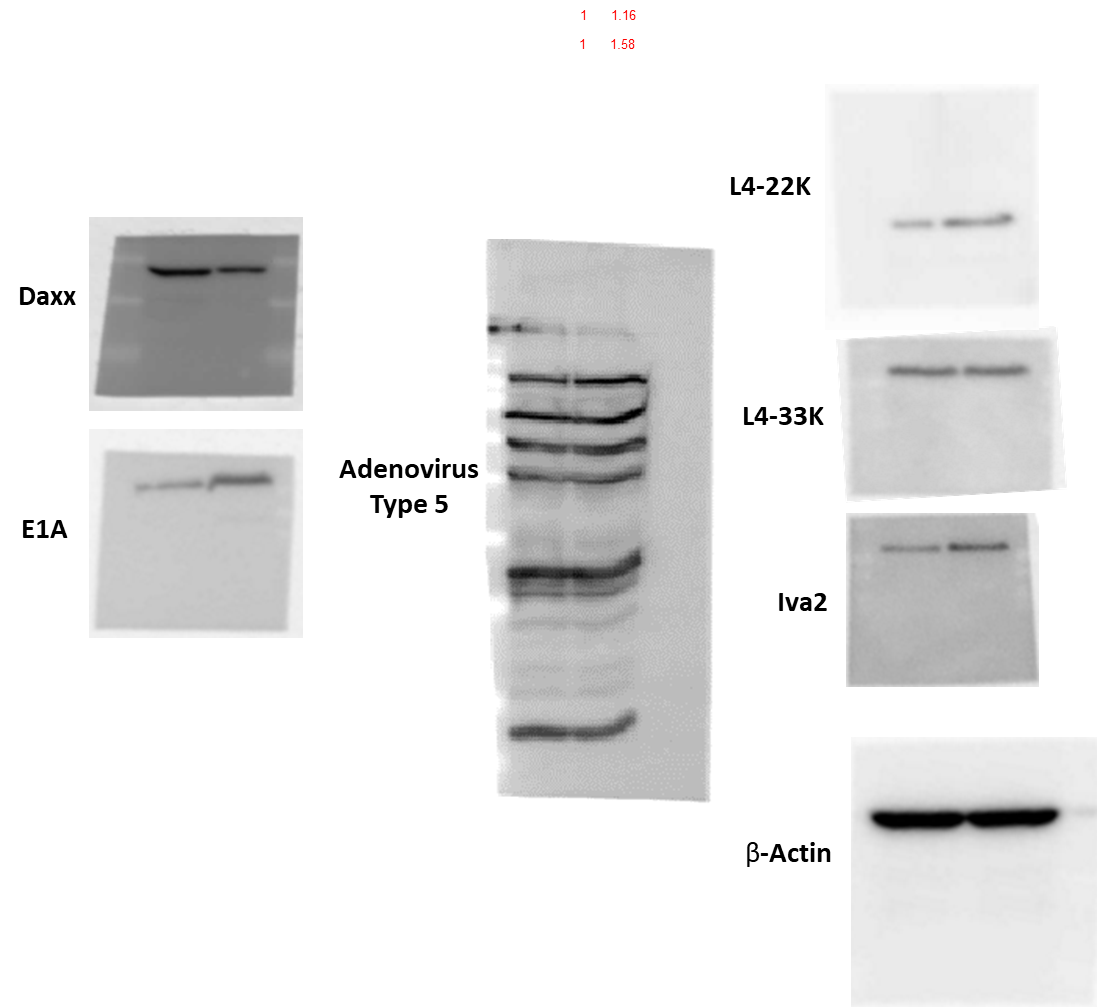 1 1.16
1 1.58
L4-22K
Daxx
L4-33K
Adenovirus
Type 5
E1A
Iva2
β-Actin